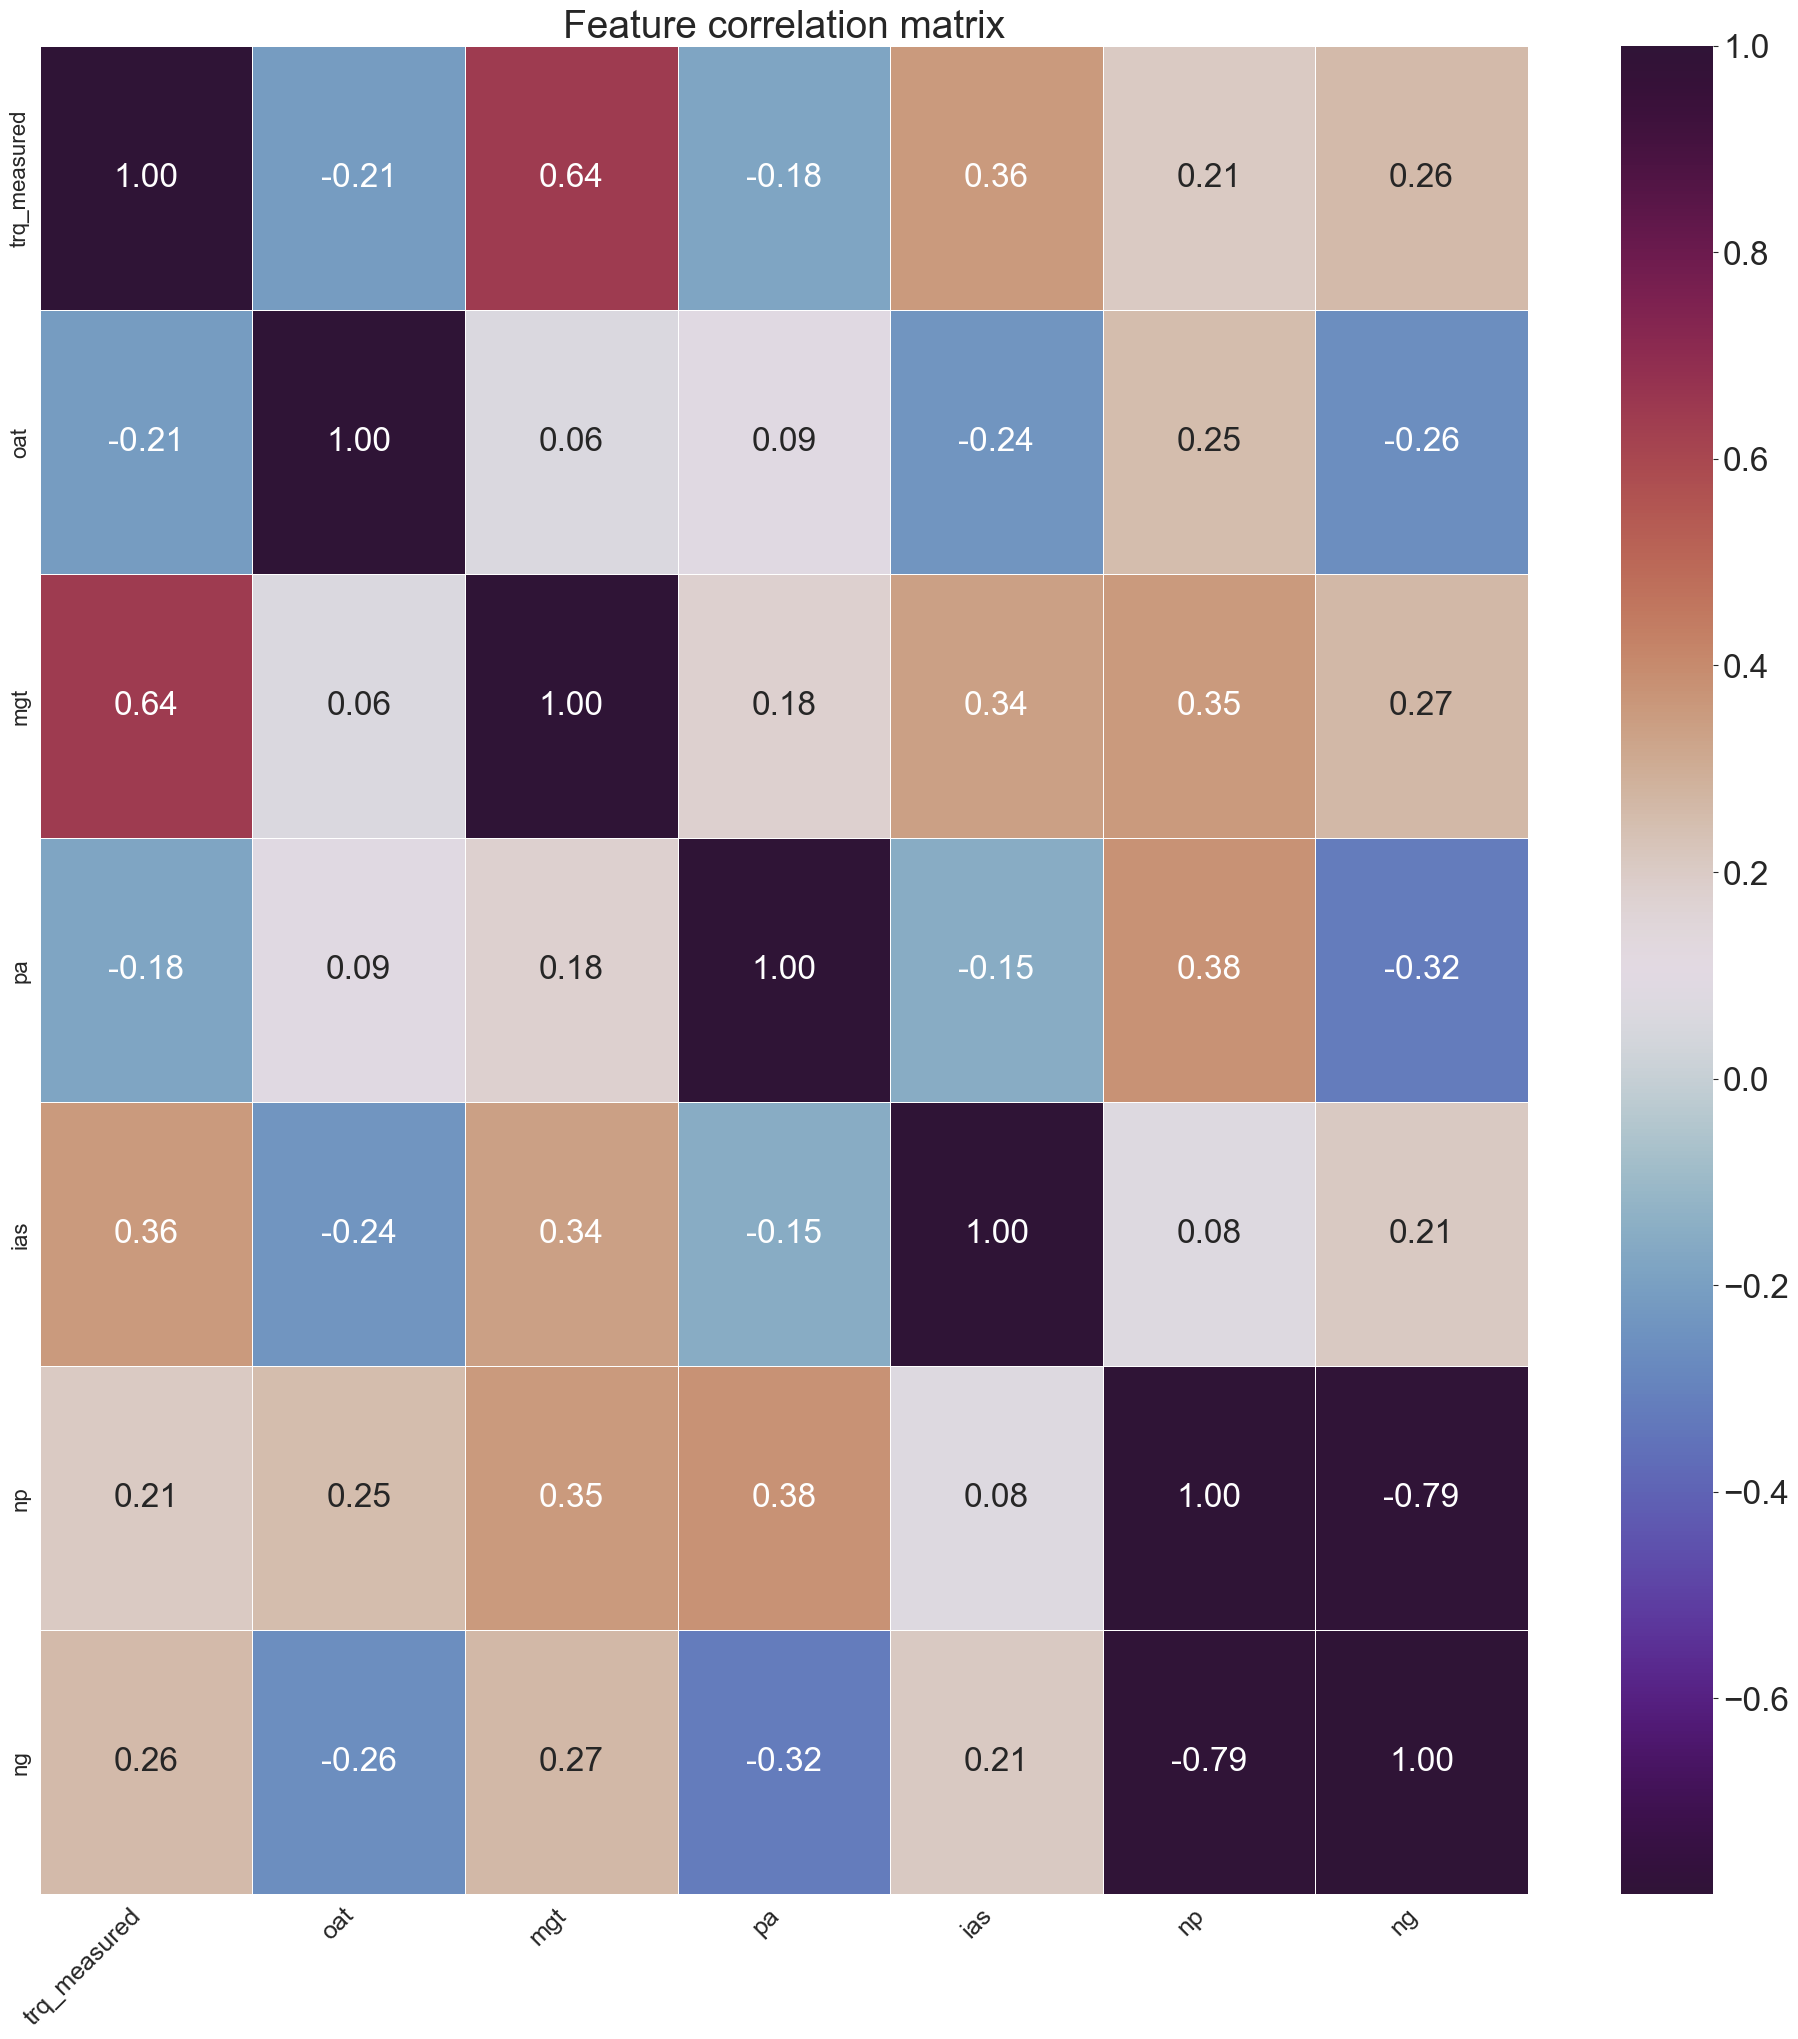 Feature correlation matrix
trq_measured 1.00 -0.21 0.64 -0.18 0.36 0.21 0.26
oat -0.21 1.00 0.06 0.09 -0.24 0.25 -0.26
mgt 0.64 0.06 1.00 0.18 0.34 0.35 0.27
pa -0.18 0.09 0.18 1.00 -0.15 0.38 -0.32
ias 0.36 -0.24 0.34 -0.15 1.00 0.08 0.21
np 0.21 0.25 0.35 0.38 0.08 1.00 -0.79
ng 0.26 -0.26 0.27 -0.32 0.21 -0.79 1.00
trq_measured oat mgt pa ias np ng
1.0
0.8
0.6
0.4
0.2
0.0
−0.2
−0.4
−0.6